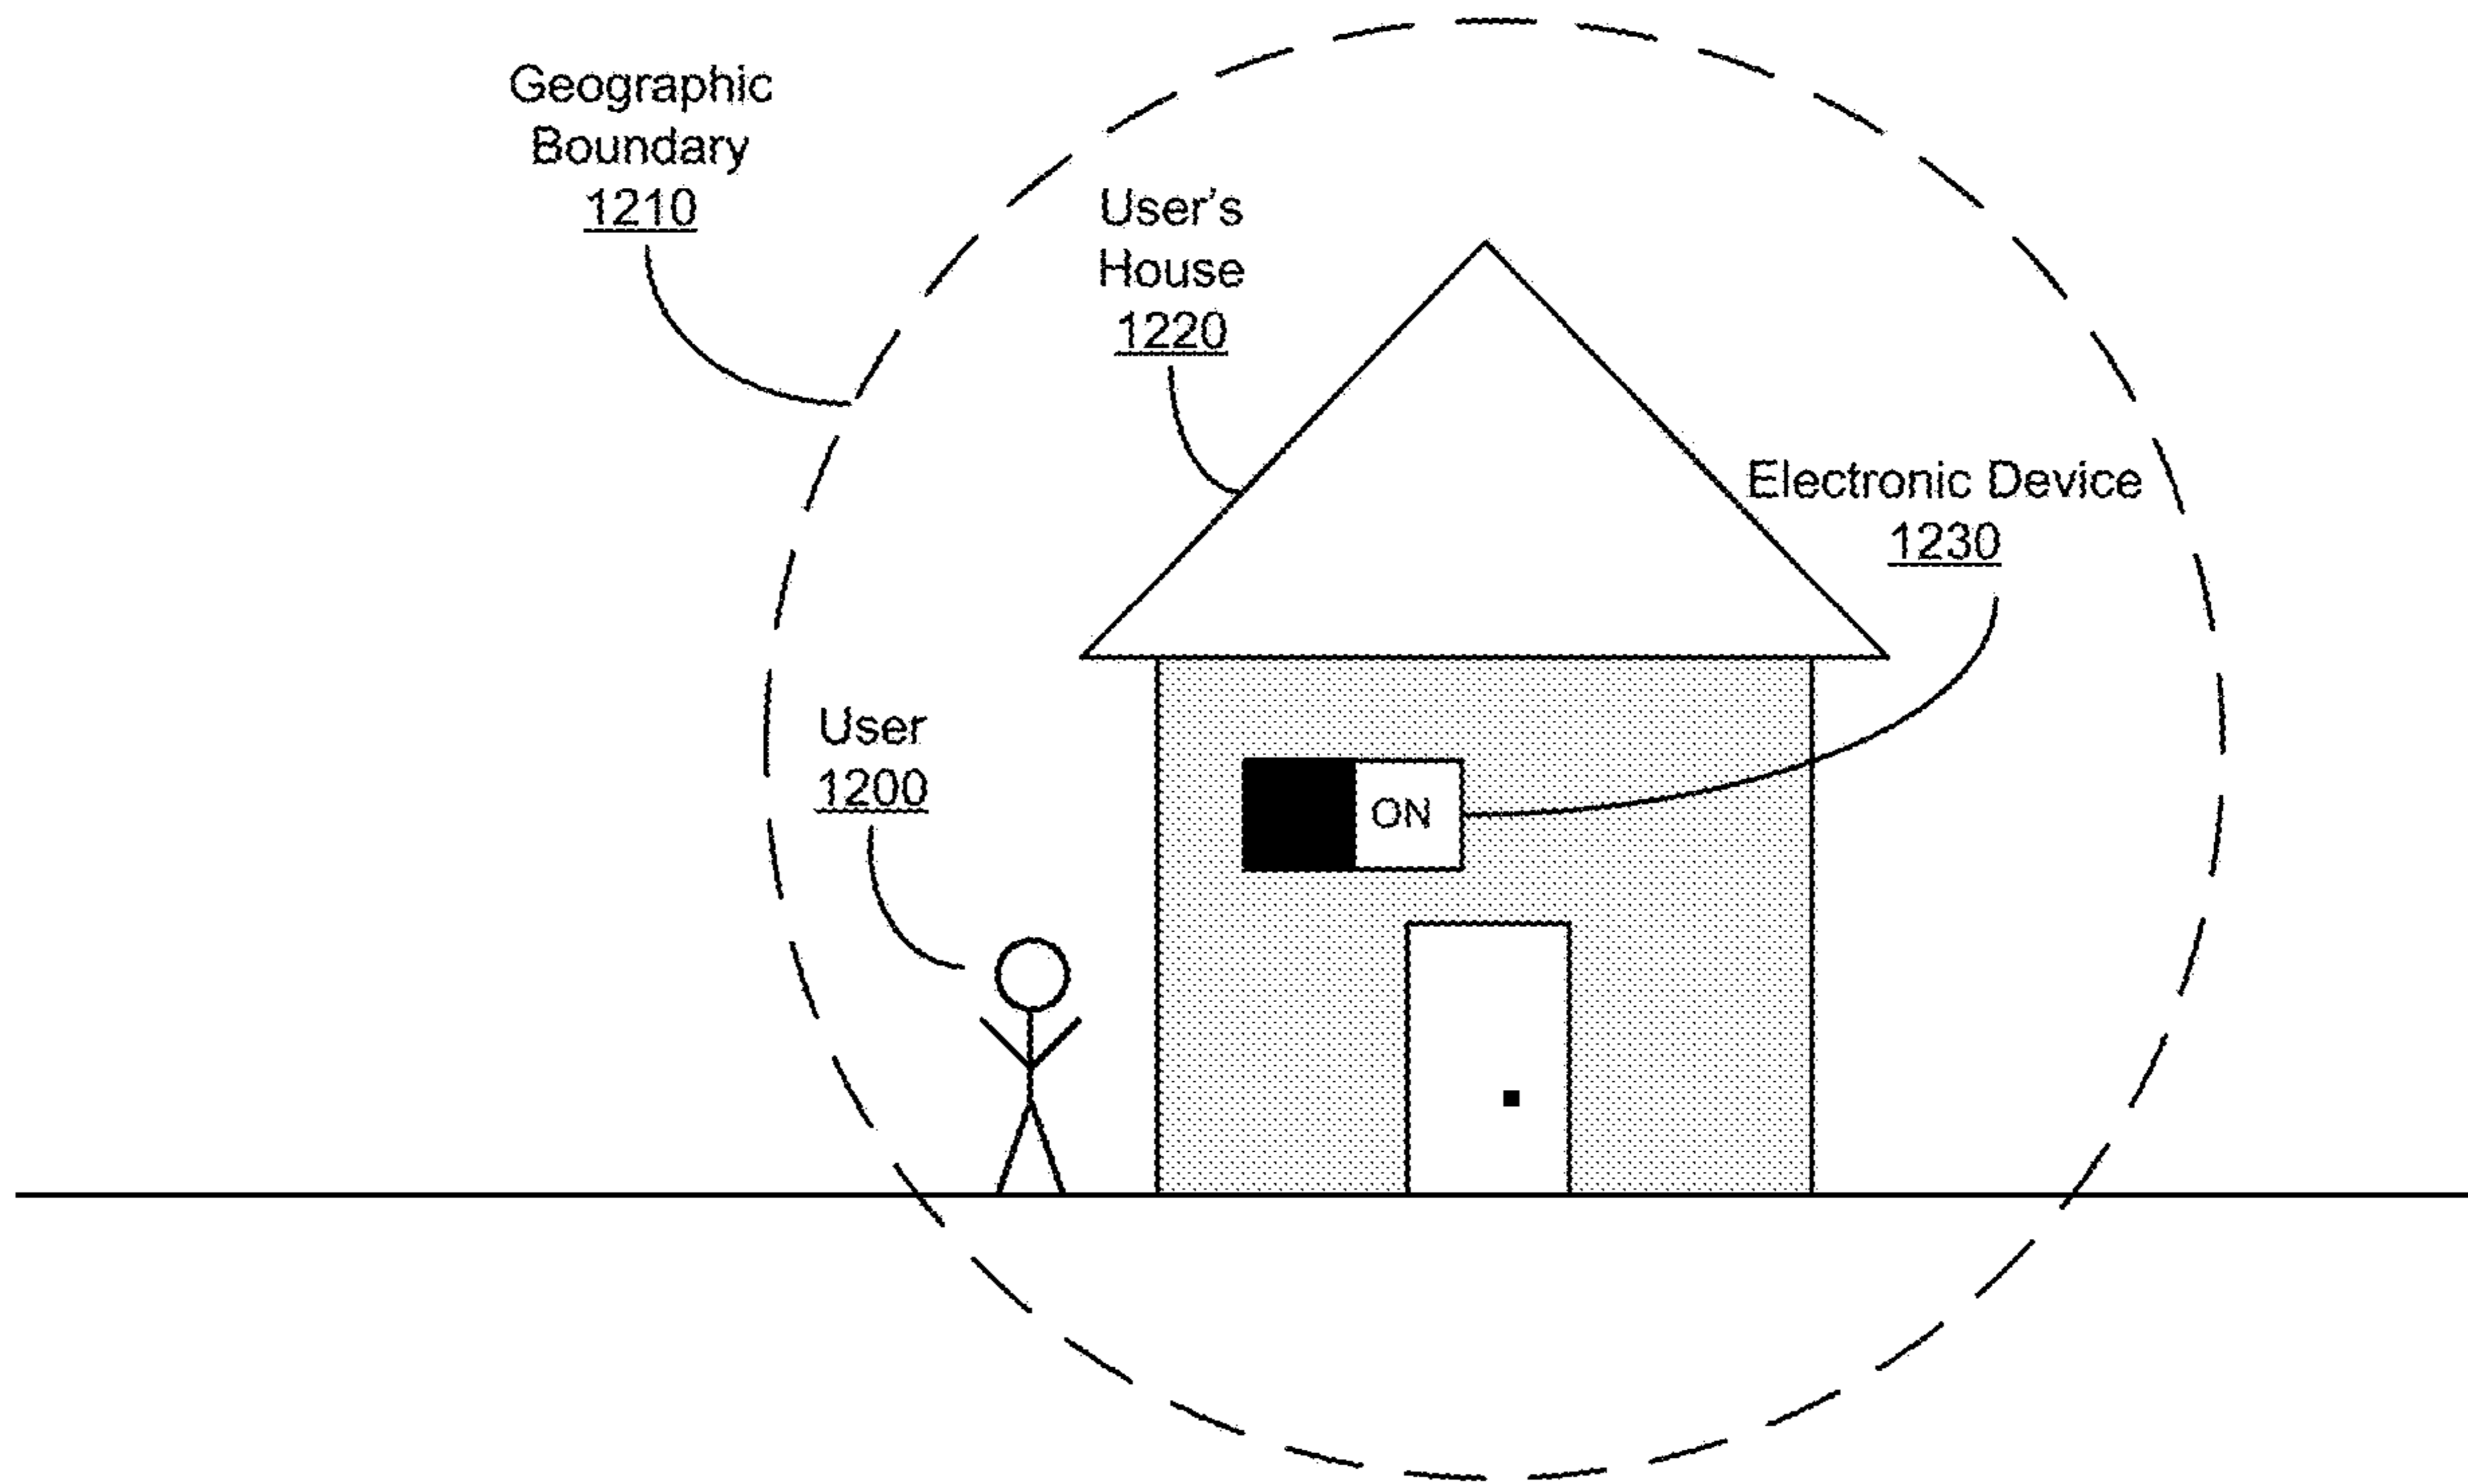 Geographic
Boundary
1210
User's
House
1220
Electronic Device
1230
User
1200
ON